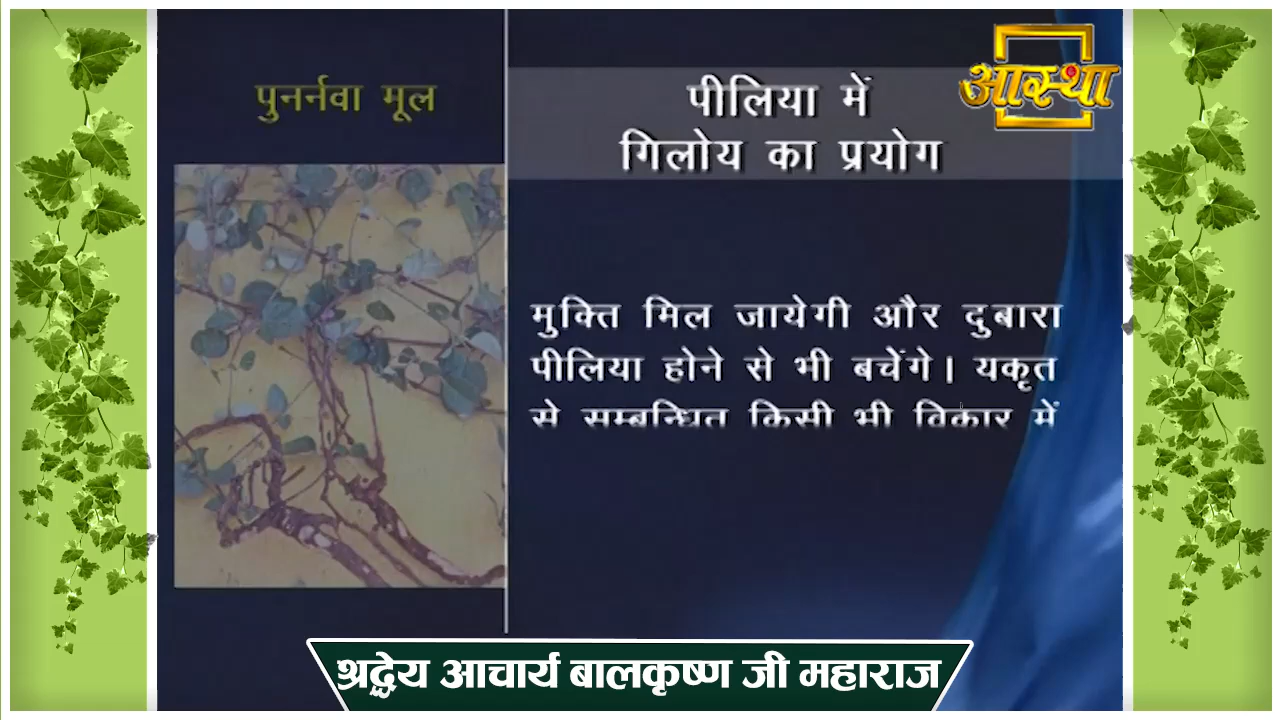 पुनर्नवा मूल
पीलिया में
गिलोय का प्रयोग
आस्था
मुक्ति मिल जायेगी और दुबारा
पीलिया होने से भी बचेंगे। यकृत
से सम्बन्धित किसी भी विकार में
श्रद्धेय आचार्य बालकृष्ण जी महाराज